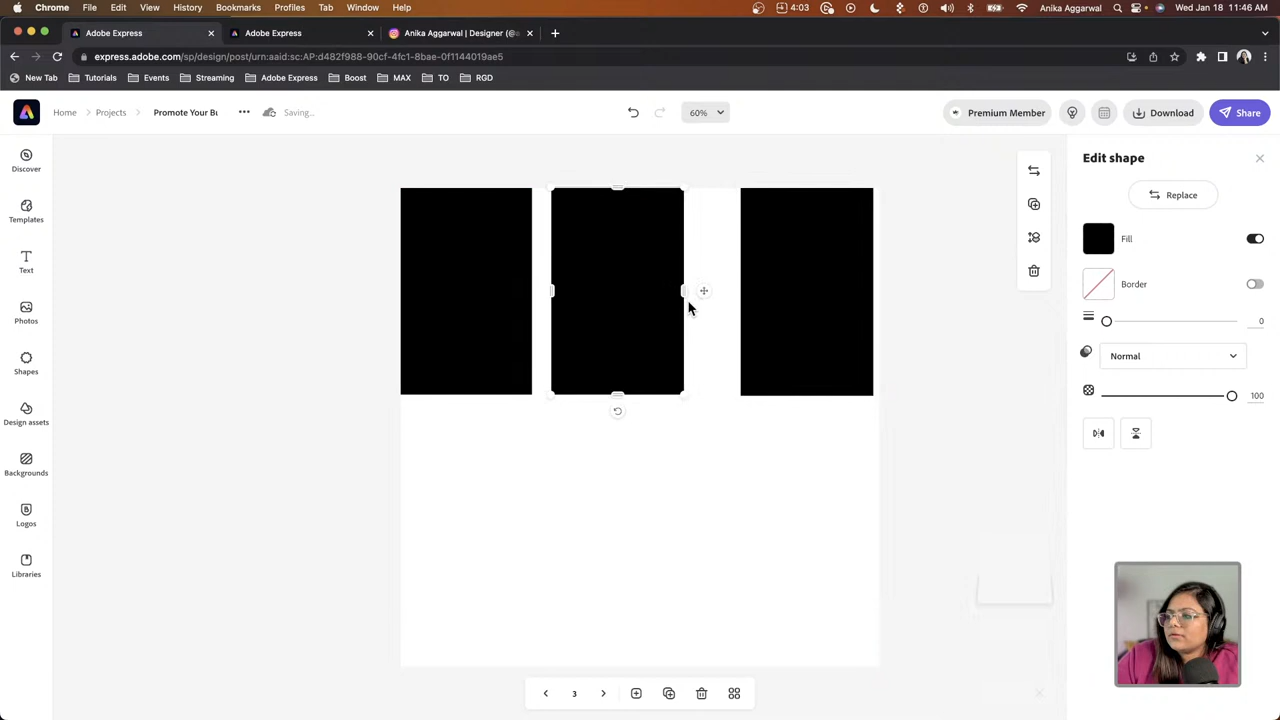 Chrome File Edit View History Bookmarks Profiles Tab Window Help 4:03 Anika Aggarwal Wed Jan 18 11:46 AM
Adobe Express Adobe Express Anika Aggarwal | Designer (@
express.adobe.com/sp/design/post/urn:aaid:sc:AP:d482f988-90cf-4fc1-8bae-0f1144019ae5
New Tab Tutorials Events Streaming Adobe Express Boost MAX TO RGD
Home Projects Promote Your Bu Saving... 60% Premium Member Download Share
Discover
Templates
Text
Photos
Shapes
Design assets
Backgrounds
Logos
Libraries
Edit shape
Replace
Fill
Border
0
Normal
100
3